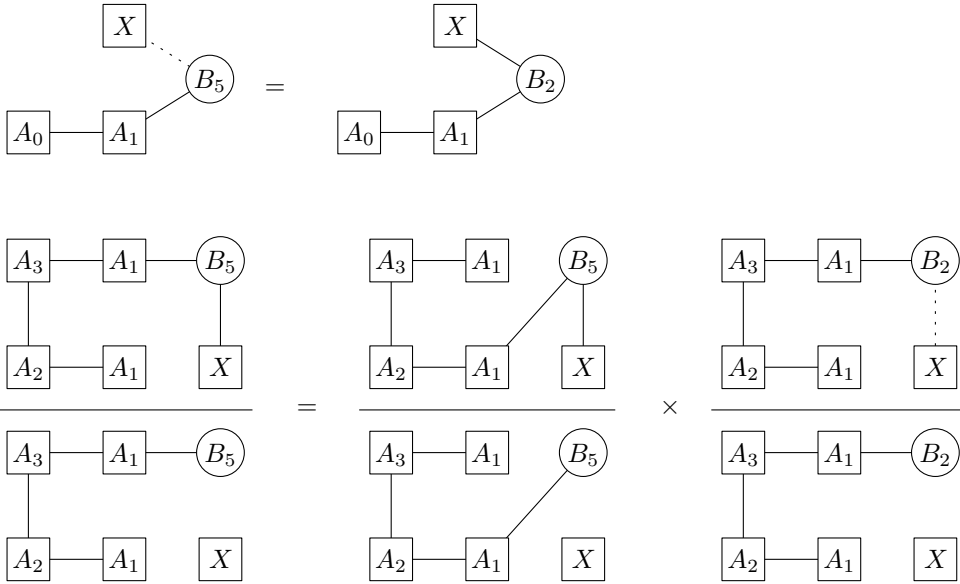 X X
B₅ = B₂
A₀ A₁ A₀ A₁
A₃ A₁ B₅ A₃ A₁ B₅ A₃ A₁ B₂
A₂ A₁ X A₂ A₁ X A₂ A₁ X
= ×
A₃ A₁ B₅ A₃ A₁ B₅ A₃ A₁ B₂
A₂ A₁ X A₂ A₁ X A₂ A₁ X